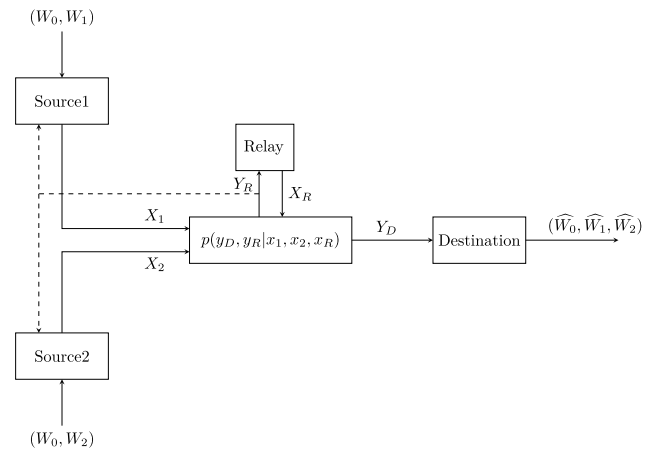 (W_0, W_1)
Source1
Relay
Y_R
X_R
X_1
p(y_D, y_R|x_1, x_2, x_R)
Y_D
Destination
(\widehat{W_0}, \widehat{W_1}, \widehat{W_2})
X_2
Source2
(W_0, W_2)